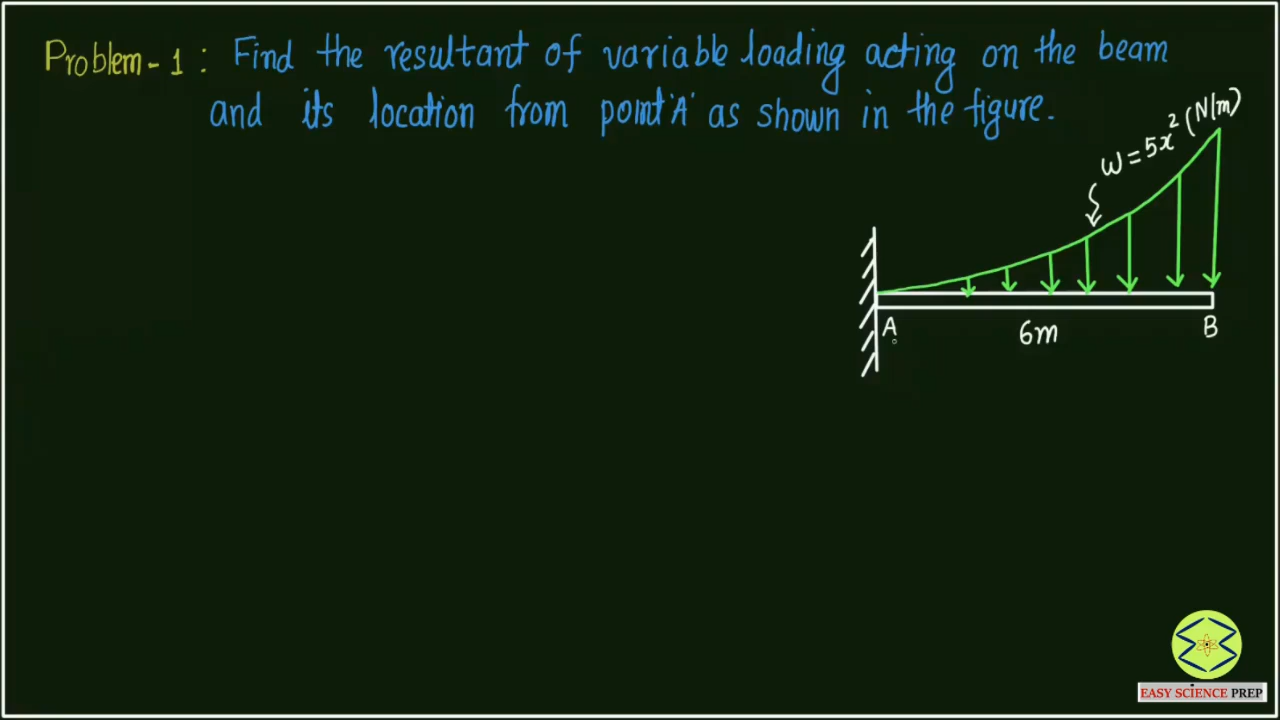 Problem-1: Find the resultant of variable loading acting on the beam
and its location from point 'A' as shown in the figure.
w = 5x² (N/m)
A
6m
B
EASY SCIENCE PREP